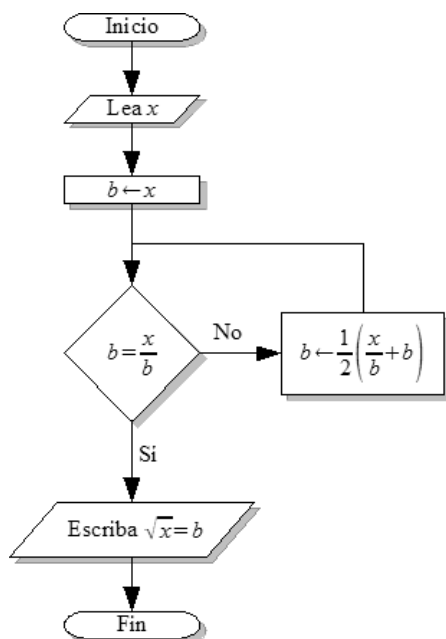 Inicio
Lea x
b ← x
b = x/b
No
b ← 1/2 (x/b + b)
Si
Escriba √x = b
Fin